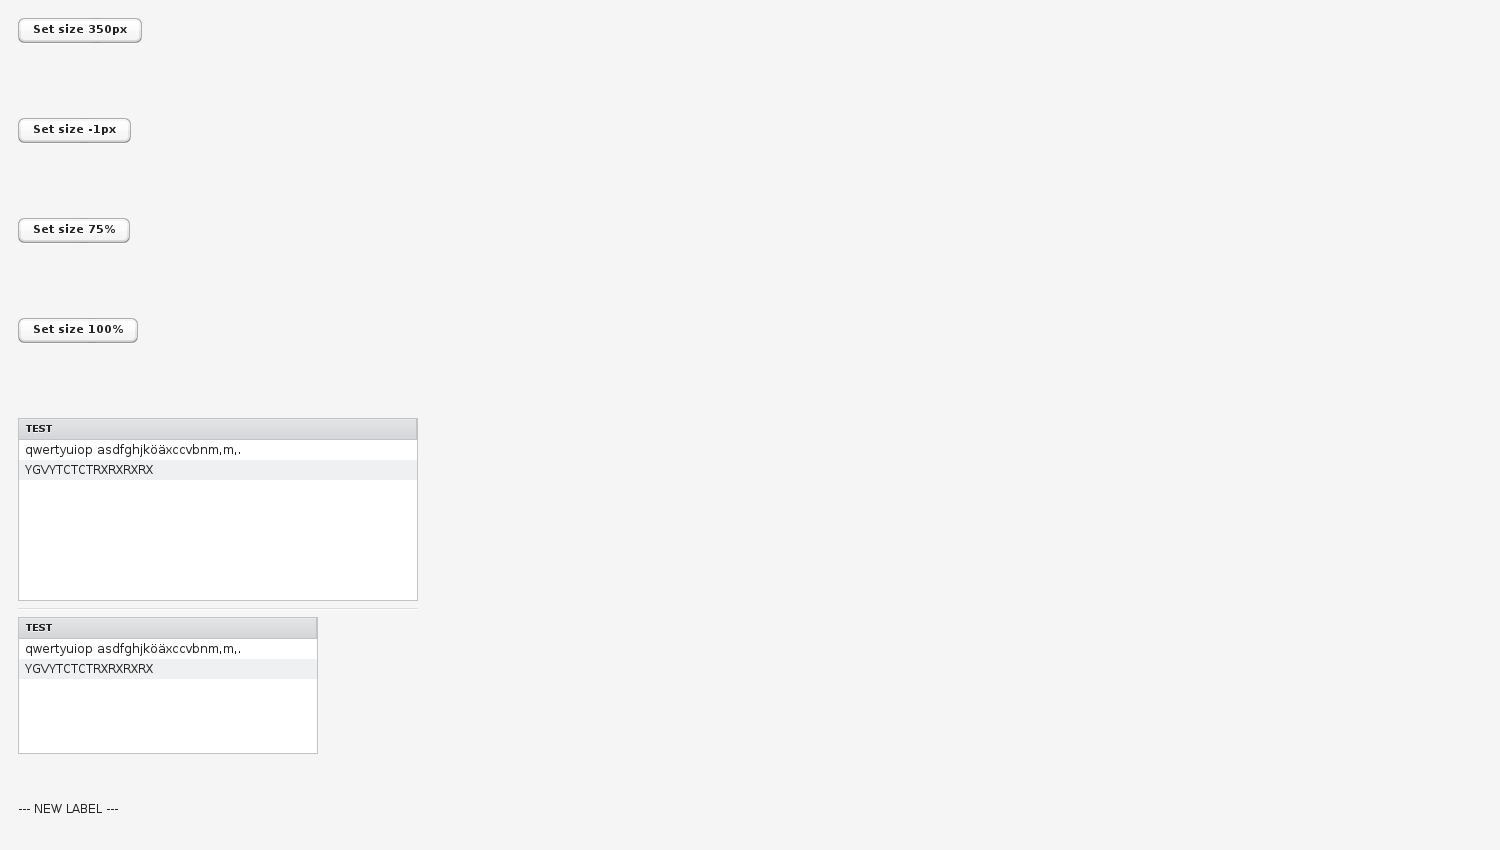 Set size 350px
Set size -1px
Set size 75%
Set size 100%
TEST
qwertyuiop asdfghjköäxccvbnm,m,.
YGVYTCTCTRXRXRXRX
TEST
qwertyuiop asdfghjköäxccvbnm,m,.
YGVYTCTCTRXRXRXRX
--- NEW LABEL ---